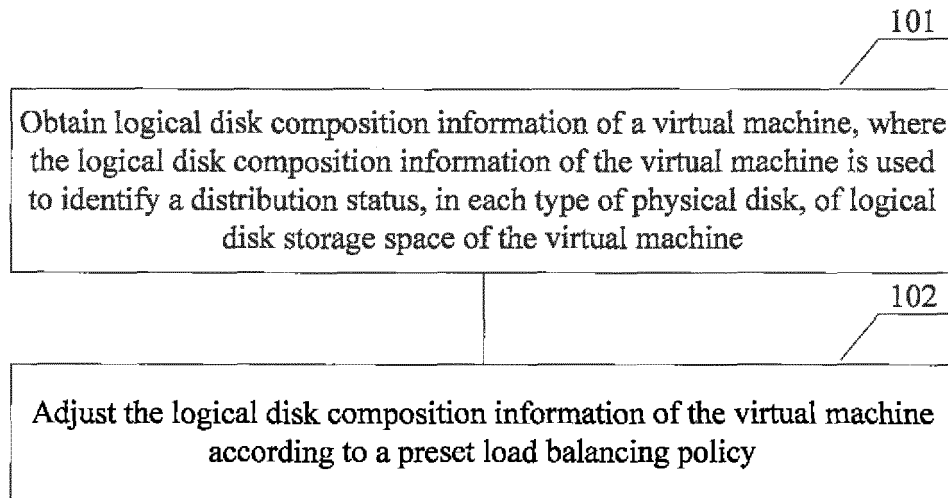 101
Obtain logical disk composition information of a virtual machine, where
the logical disk composition information of the virtual machine is used
to identify a distribution status, in each type of physical disk, of logical
disk storage space of the virtual machine
102
Adjust the logical disk composition information of the virtual machine
according to a preset load balancing policy